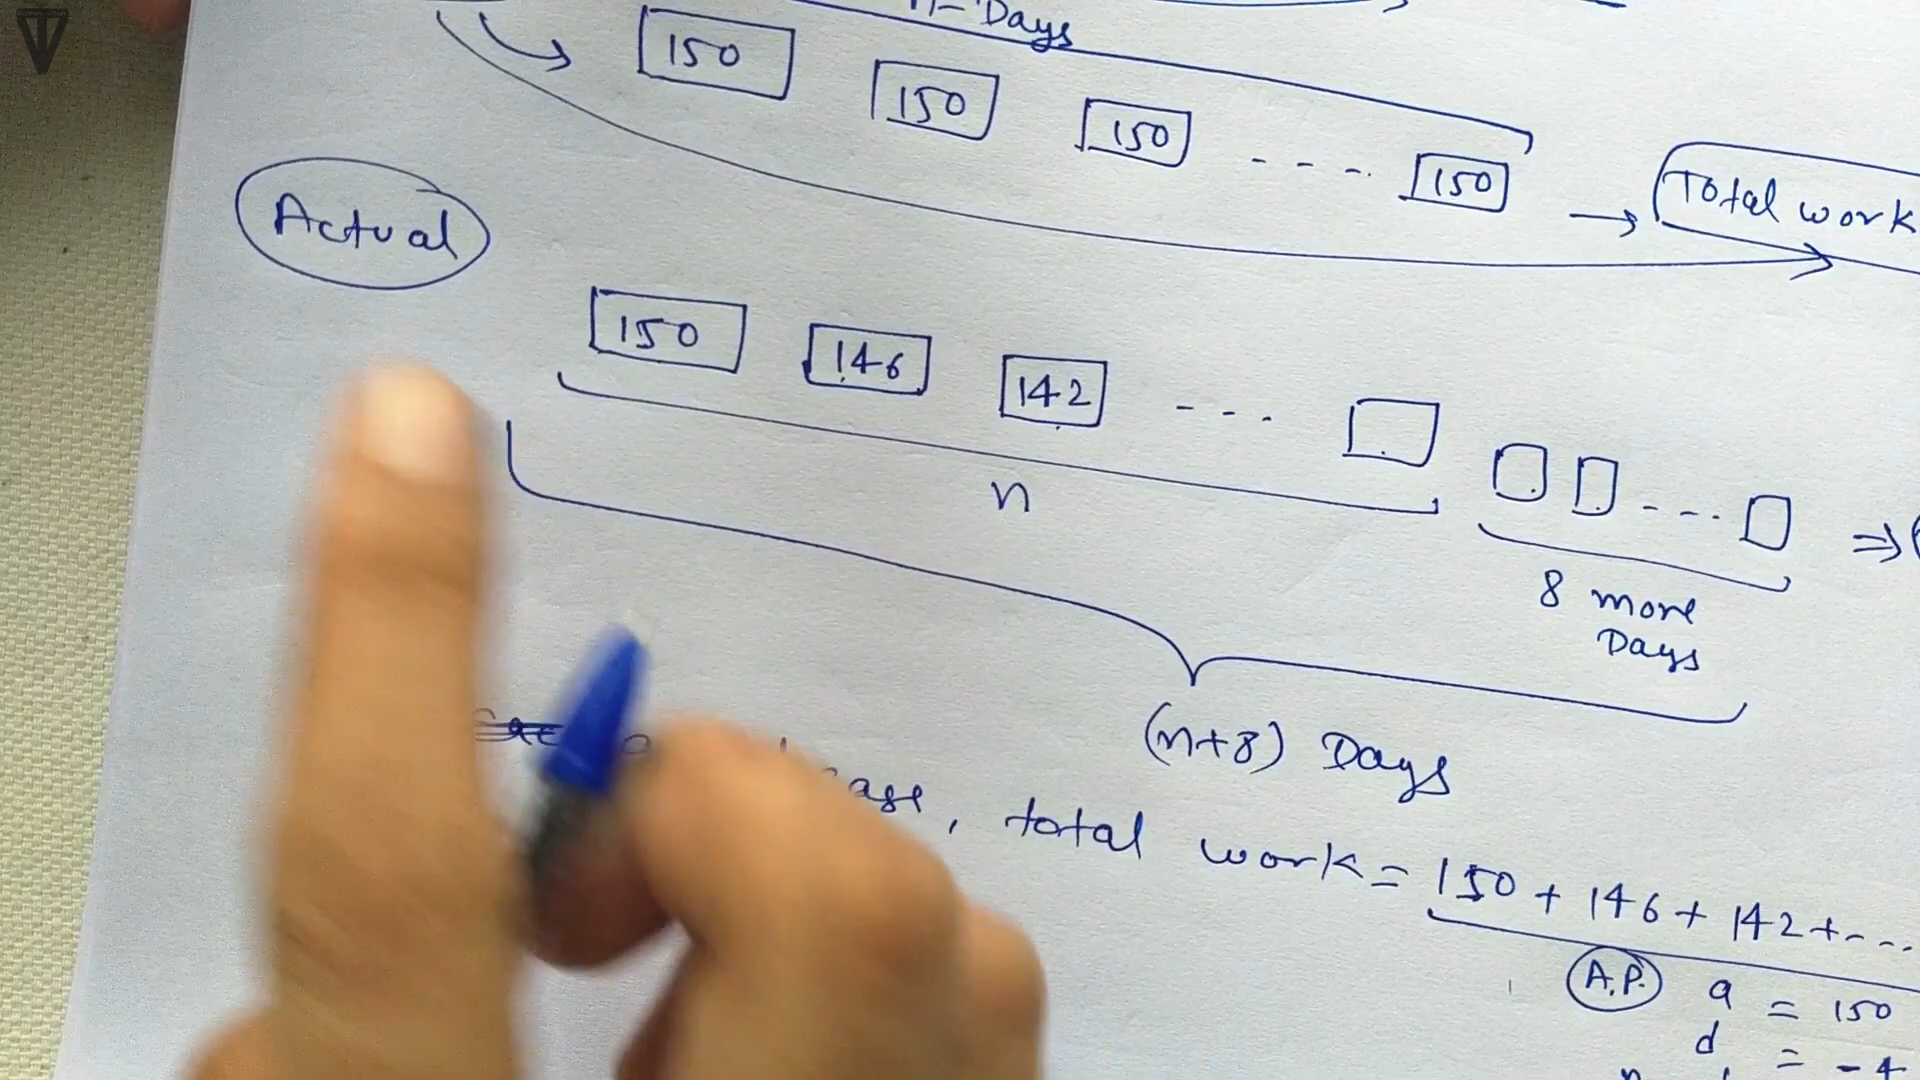 n-Days
150 150 150 ---- 150 → Total work
Actual
150 146 142 --- ---
n
8 more
Days
(n+8) Days
total work = 150 + 146 + 142 + ---
A.P. a = 150
d = -4
n